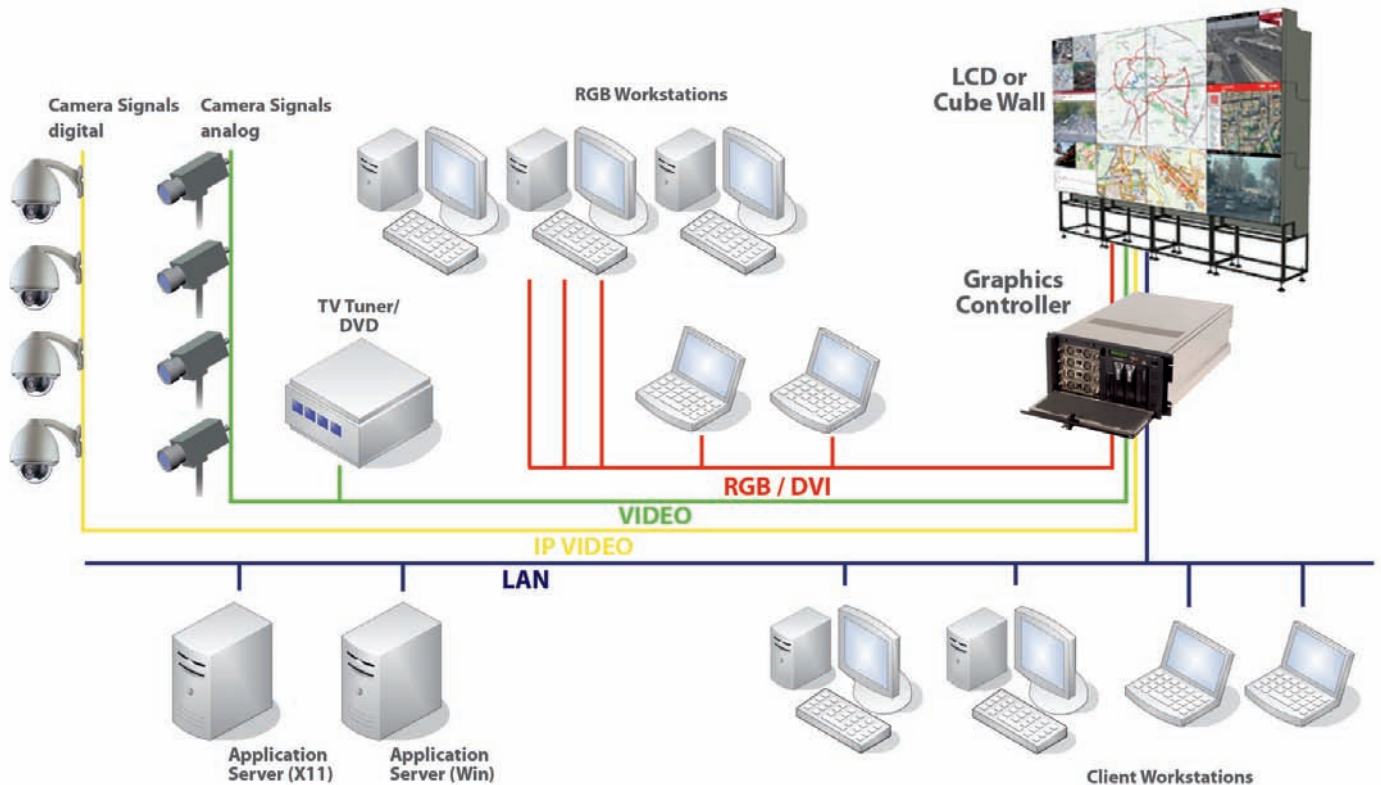 Camera Signals
digital
Camera Signals
analog
RGB Workstations
LCD or
Cube Wall
TV Tuner/
DVD
Graphics
Controller
RGB / DVI
VIDEO
IP VIDEO
LAN
Application
Server (X11)
Application
Server (Win)
Client Workstations